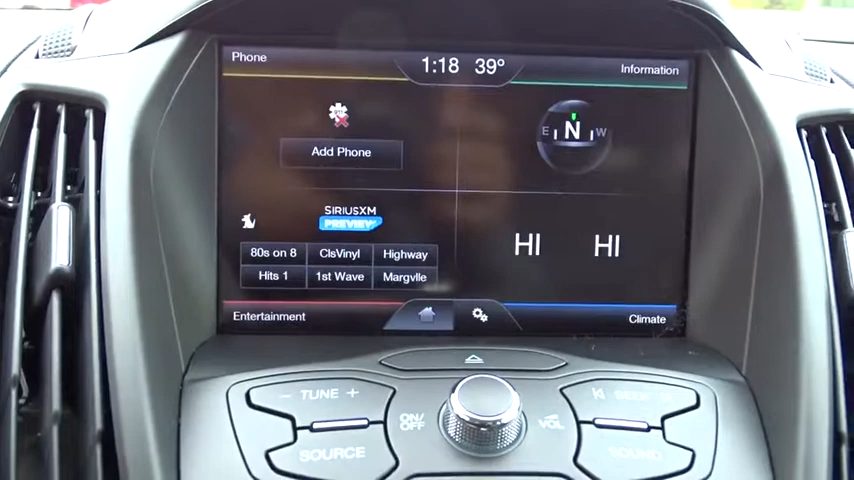 Phone
1:18 39°
Information
Add Phone
E N W
SIRIUSXM
PREVIEW
80s on 8 ClsVinyl Highway
Hits 1 1st Wave Margvlle
HI HI
Entertainment
Climate
− TUNE +
ON/
OFF
VOL
SEEK
SOURCE
SOUND